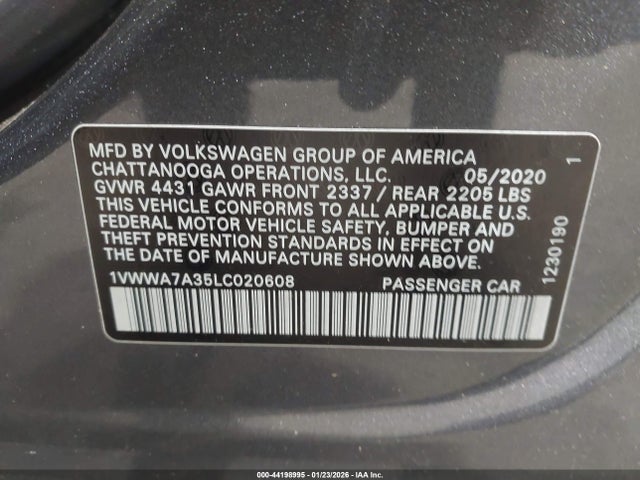 MFD BY VOLKSWAGEN GROUP OF AMERICA
CHATTANOOGA OPERATIONS, LLC. 05/2020
GVWR 4431 GAWR FRONT 2337 / REAR 2205 LBS
THIS VEHICLE CONFORMS TO ALL APPLICABLE U.S.
FEDERAL MOTOR VEHICLE SAFETY, BUMPER AND
THEFT PREVENTION STANDARDS IN EFFECT ON
THE DATE OF MANUFACTURE SHOWN ABOVE.
1VWWA7A35LC020608 PASSENGER CAR
1230190 1
000-44198995 - 01/23/2026 - IAA Inc.